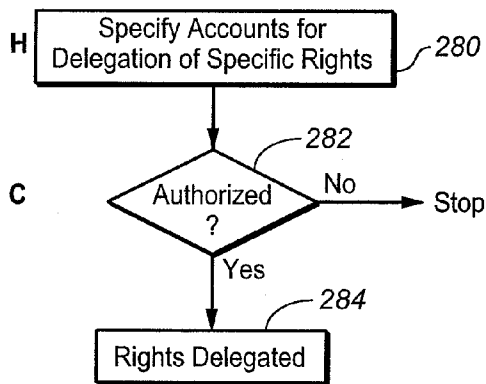 H
Specify Accounts for
Delegation of Specific Rights
280
282
C
Authorized
?
No
Stop
Yes
284
Rights Delegated